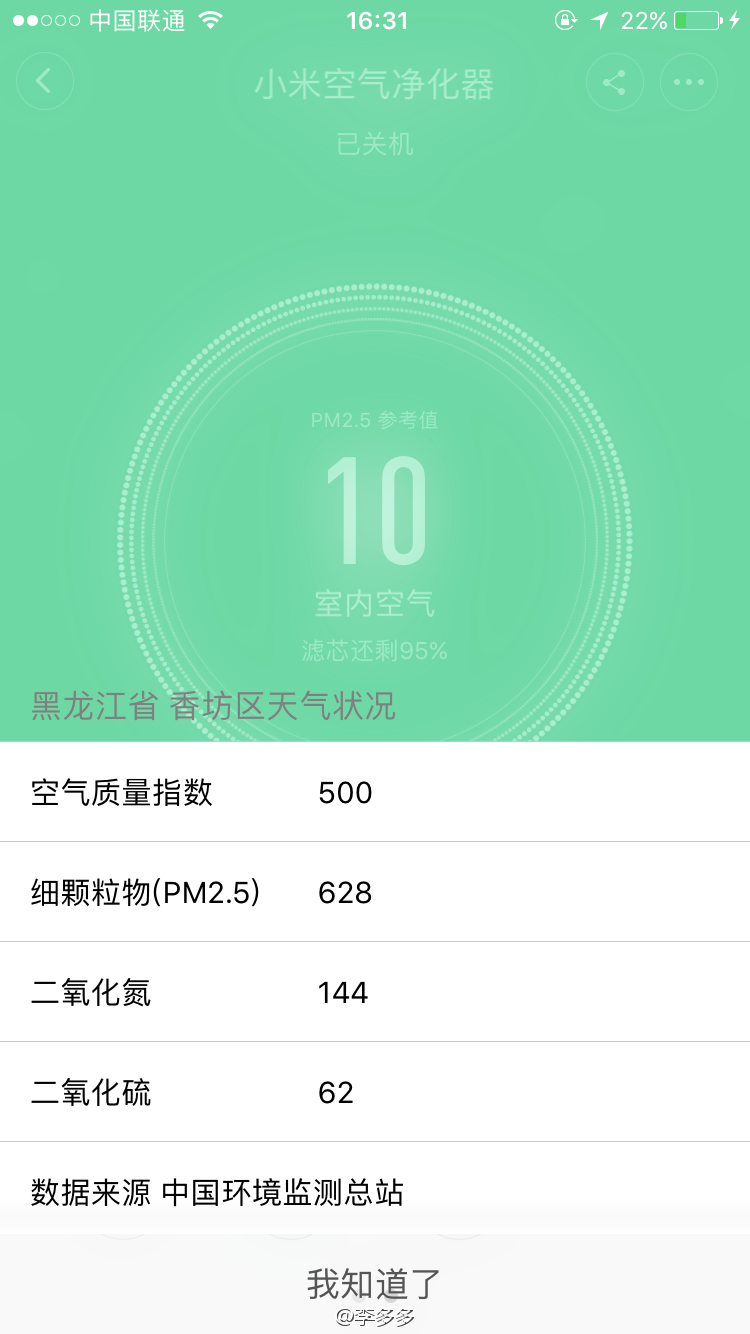 中国联通 16:31 22%
小米空气净化器
已关机
PM2.5 参考值
10
室内空气
滤芯还剩95%
黑龙江省 香坊区天气状况
空气质量指数 500
细颗粒物(PM2.5) 628
二氧化氮 144
二氧化硫 62
数据来源 中国环境监测总站
我知道了
@李多多